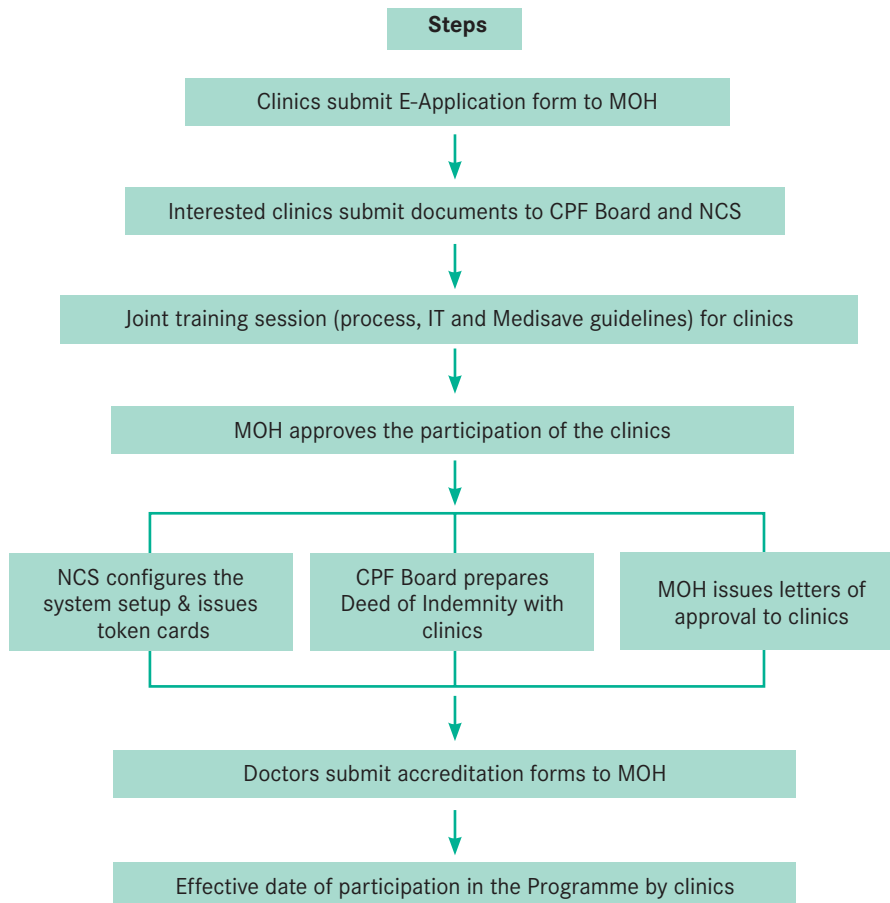 Steps
Clinics submit E-Application form to MOH
Interested clinics submit documents to CPF Board and NCS
Joint training session (process, IT and Medisave guidelines) for clinics
MOH approves the participation of the clinics
NCS configures the
system setup & issues
token cards
CPF Board prepares
Deed of Indemnity with
clinics
MOH issues letters of
approval to clinics
Doctors submit accreditation forms to MOH
Effective date of participation in the Programme by clinics